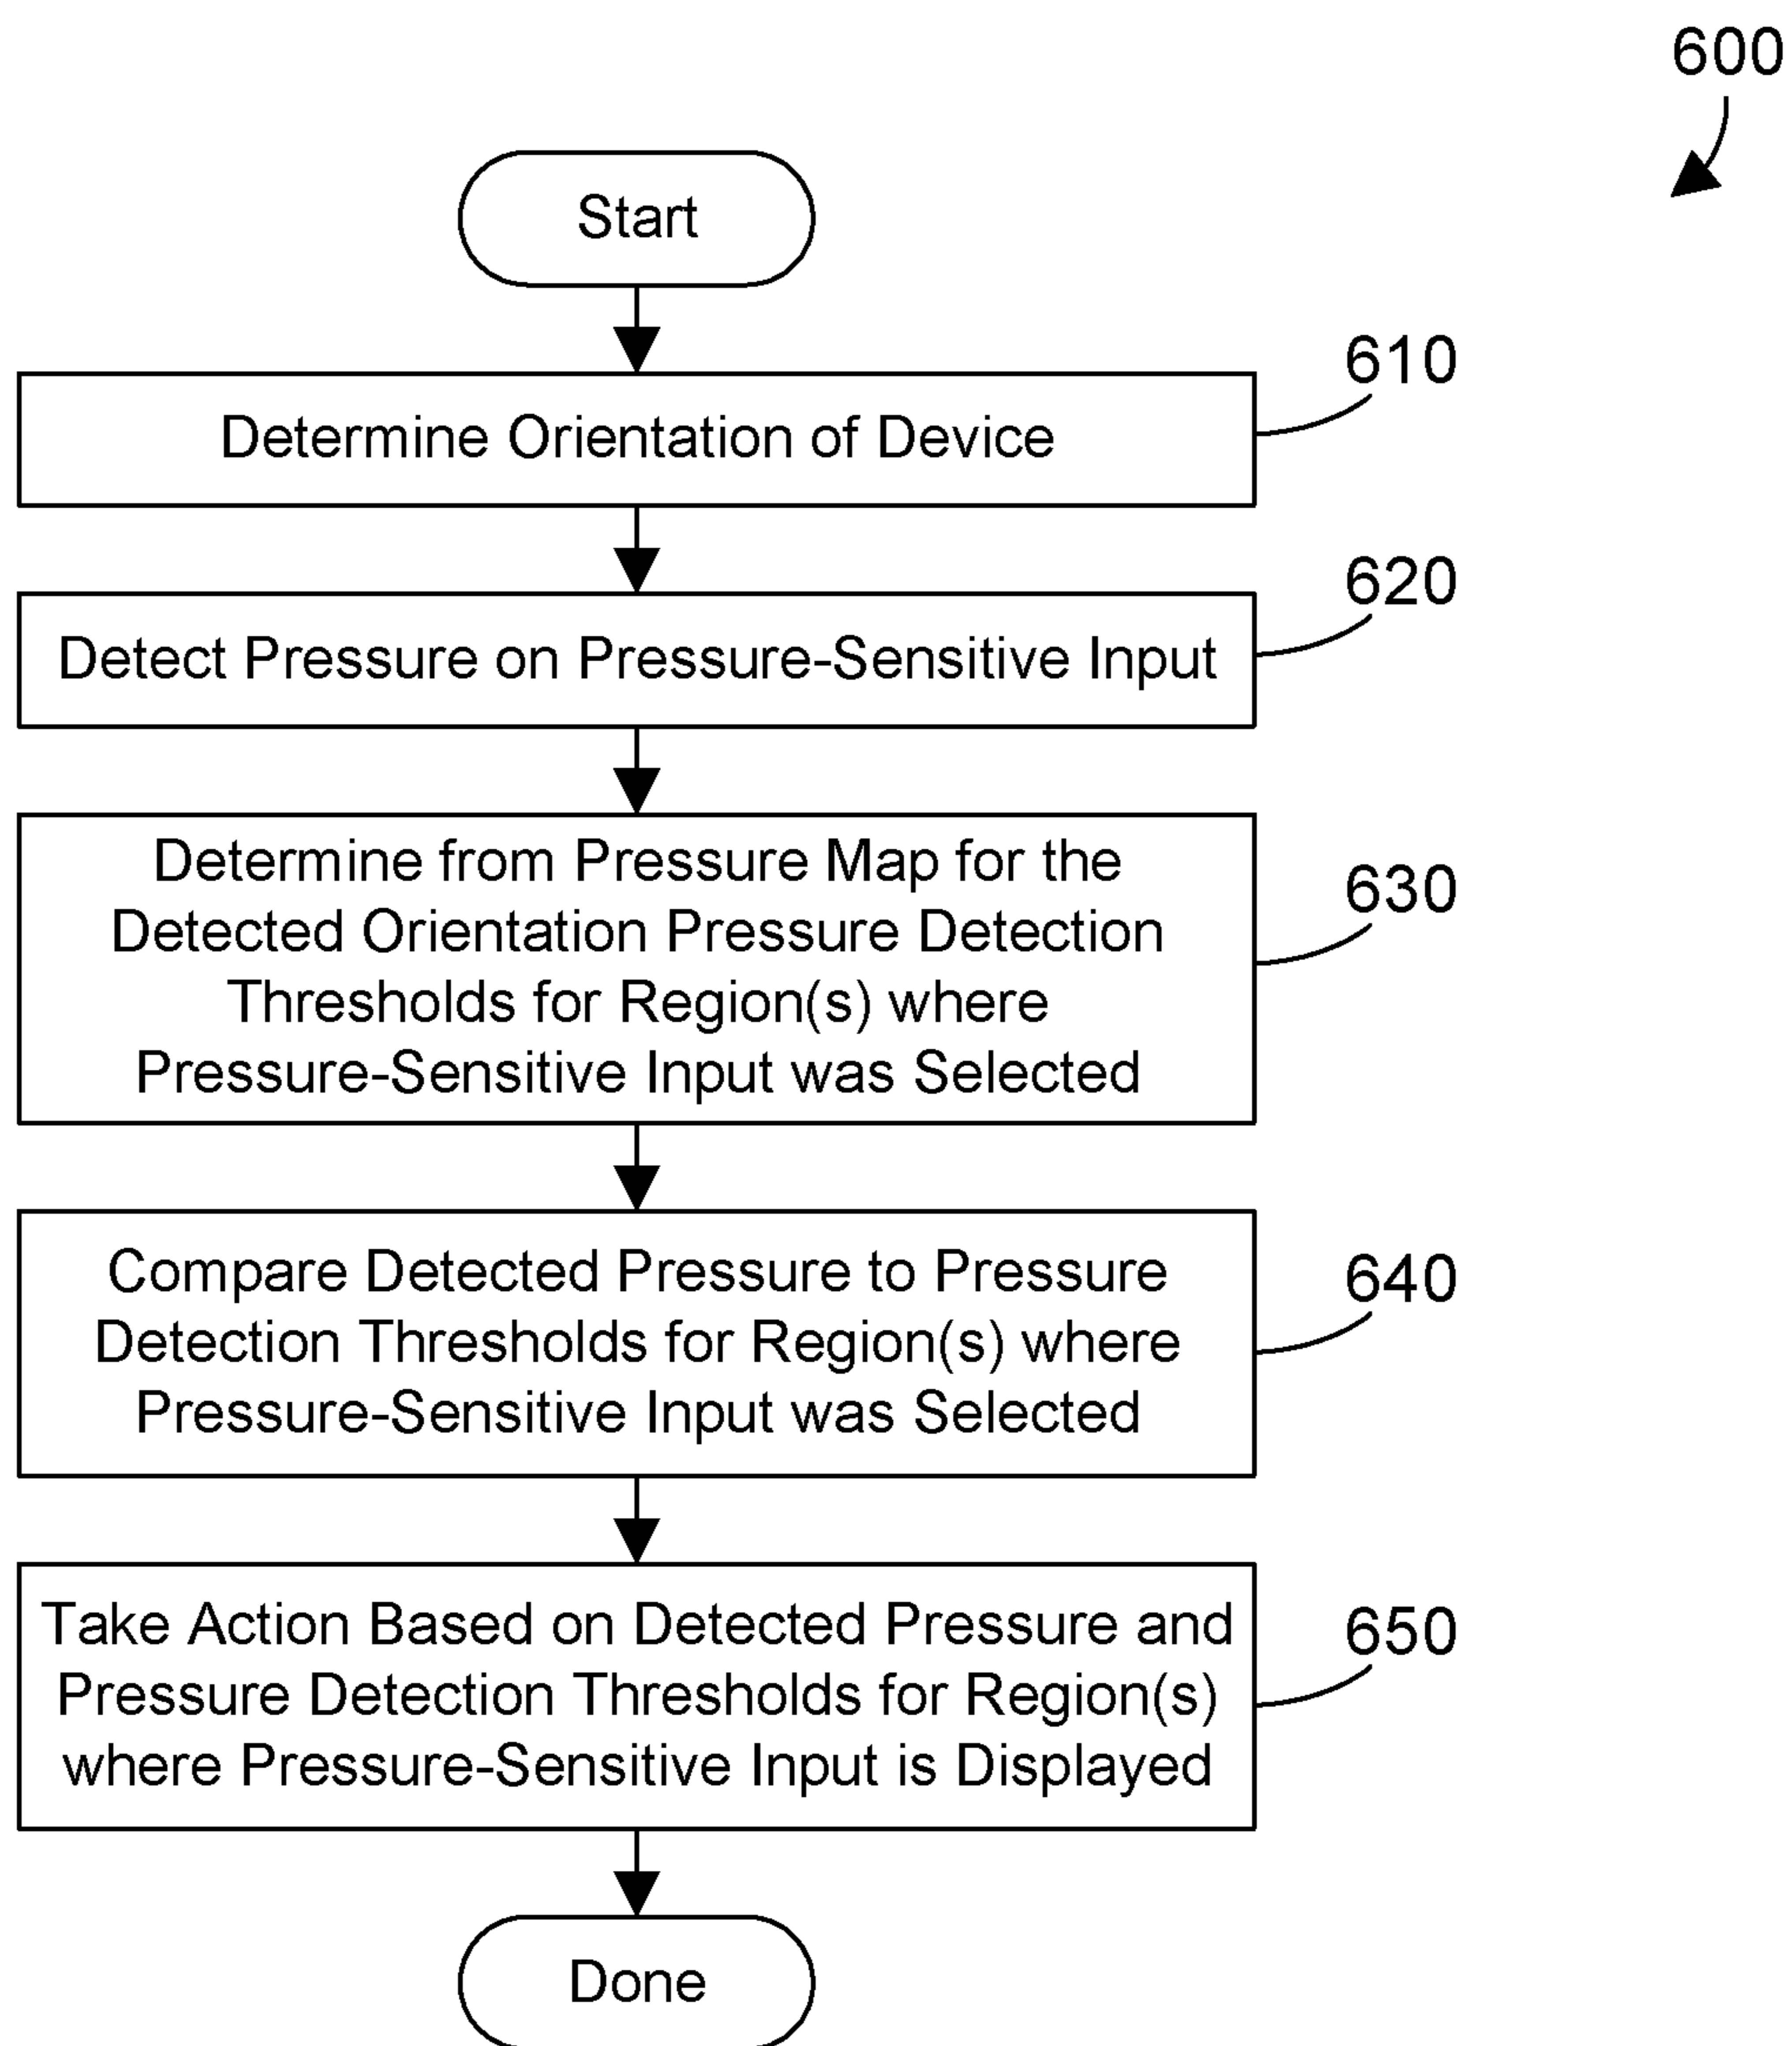 600
Start
610
Determine Orientation of Device
620
Detect Pressure on Pressure-Sensitive Input
Determine from Pressure Map for the
630
Detected Orientation Pressure Detection
Thresholds for Region(s) where
Pressure-Sensitive Input was Selected
Compare Detected Pressure to Pressure
640
Detection Thresholds for Region(s) where
Pressure-Sensitive Input was Selected
Take Action Based on Detected Pressure and
650
Pressure Detection Thresholds for Region(s)
where Pressure-Sensitive Input is Displayed
Done